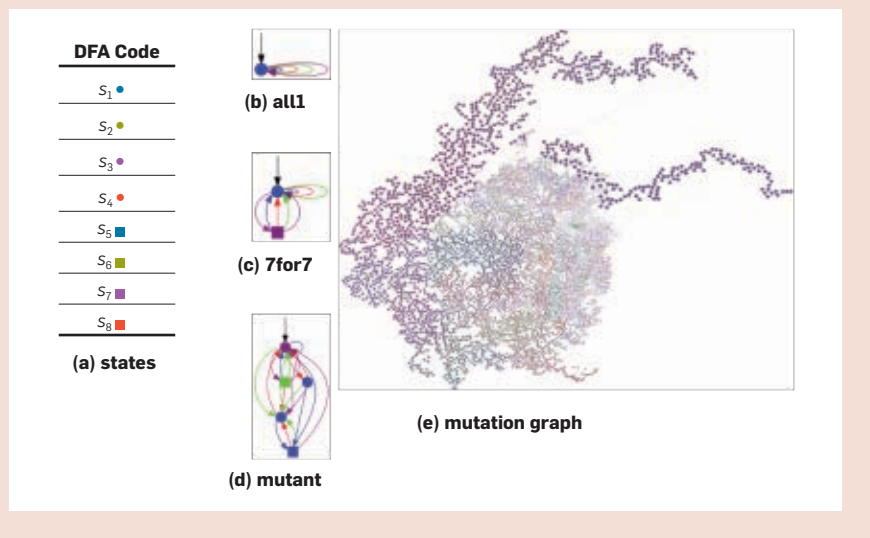 DFA Code
S1
S2
S3
S4
S5
S6
S7
S8
(a) states
(b) all1
(c) 7for7
(d) mutant
(e) mutation graph